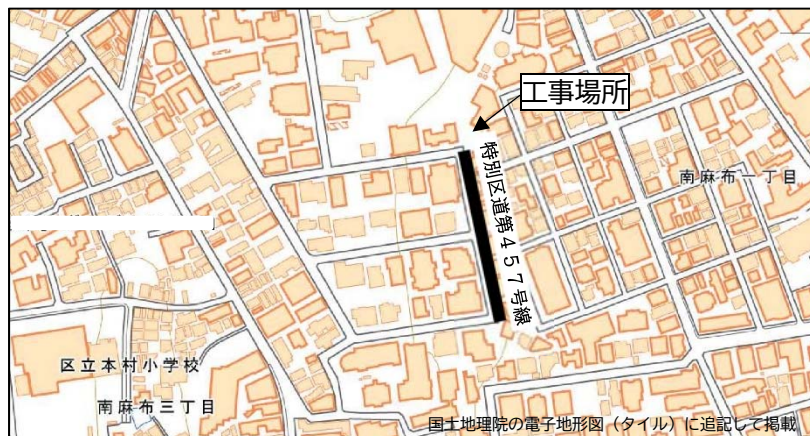 工事場所
特別区道第４５７号線
南麻布一丁目
区立本村小学校
南麻布三丁目
国土地理院の電子地形図（タイル）に追記して掲載